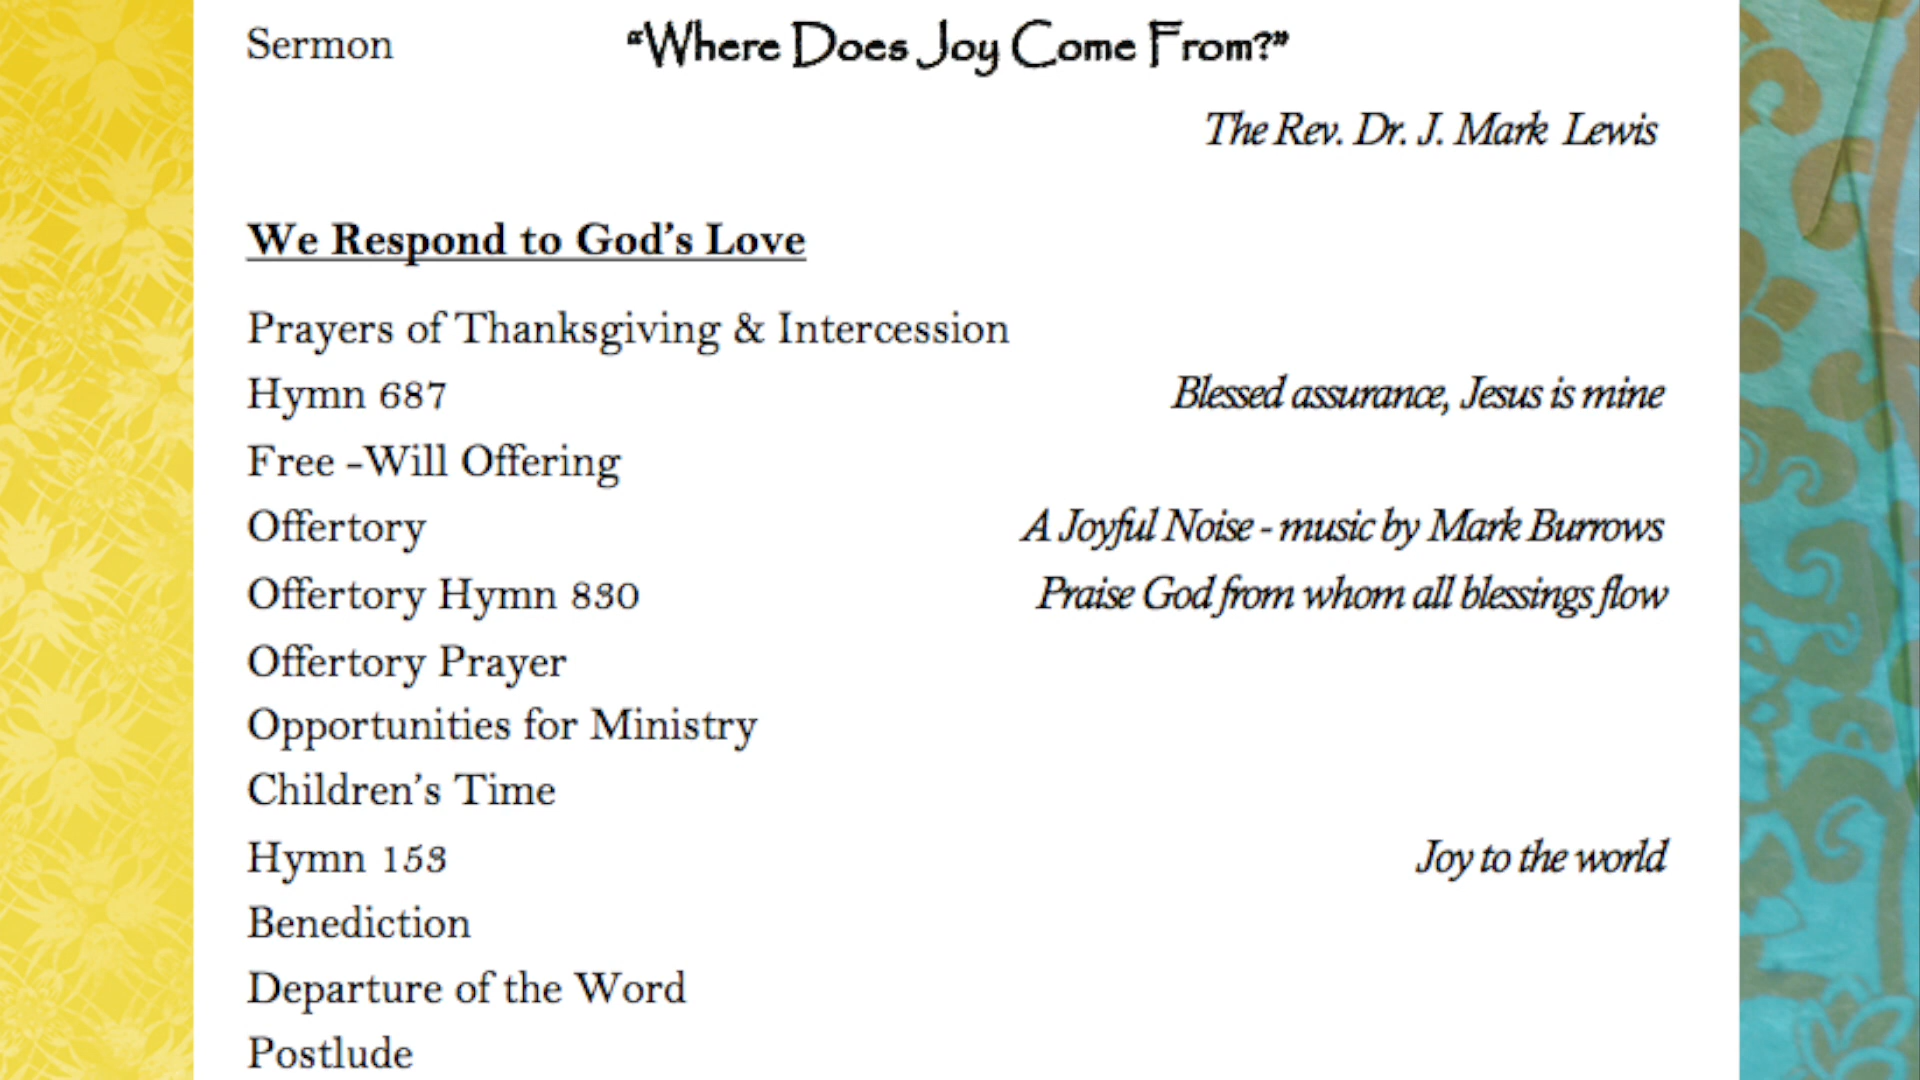 Sermon “Where Does Joy Come From?”
The Rev. Dr. J. Mark Lewis
We Respond to God’s Love
Prayers of Thanksgiving & Intercession
Hymn 687 Blessed assurance, Jesus is mine
Free -Will Offering
Offertory A Joyful Noise - music by Mark Burrows
Offertory Hymn 830 Praise God from whom all blessings flow
Offertory Prayer
Opportunities for Ministry
Children’s Time
Hymn 153 Joy to the world
Benediction
Departure of the Word
Postlude